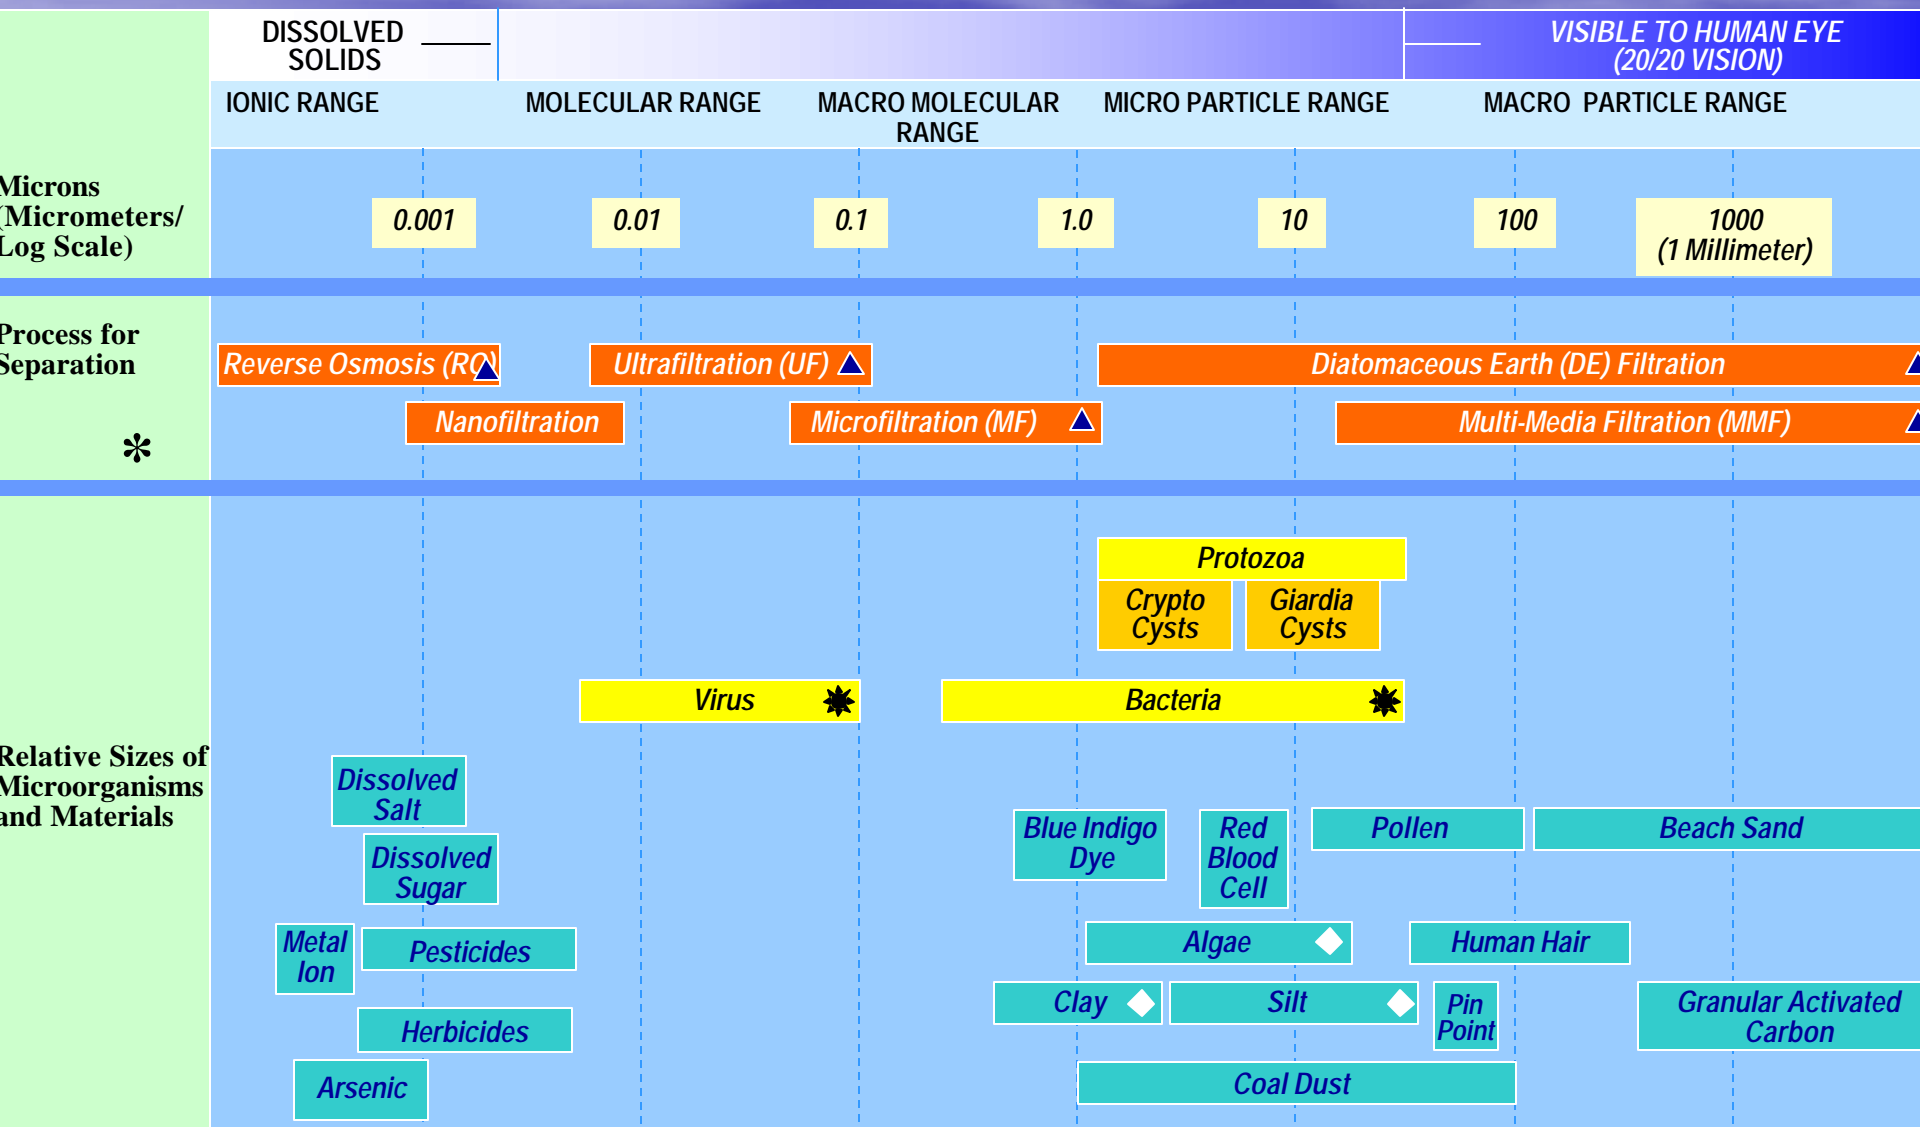 DISSOLVED
SOLIDS
VISIBLE TO HUMAN EYE
(20/20 VISION)
IONIC RANGE
MOLECULAR RANGE
MACRO MOLECULAR
RANGE
MICRO PARTICLE RANGE
MACRO PARTICLE RANGE
Microns
(Micrometers/
Log Scale)
0.001
0.01
0.1
1.0
10
100
1000
(1 Millimeter)
Process for
Separation
*
Reverse Osmosis (RO)
Ultrafiltration (UF)
Diatomaceous Earth (DE) Filtration
Nanofiltration
Microfiltration (MF)
Multi-Media Filtration (MMF)
Relative Sizes of
Microorganisms
and Materials
Protozoa
Crypto
Cysts
Giardia
Cysts
Virus
Bacteria
Dissolved
Salt
Dissolved
Sugar
Blue Indigo
Dye
Red
Blood
Cell
Pollen
Beach Sand
Metal
Ion
Pesticides
Algae
Human Hair
Herbicides
Clay
Silt
Pin
Point
Granular Activated
Carbon
Arsenic
Coal Dust